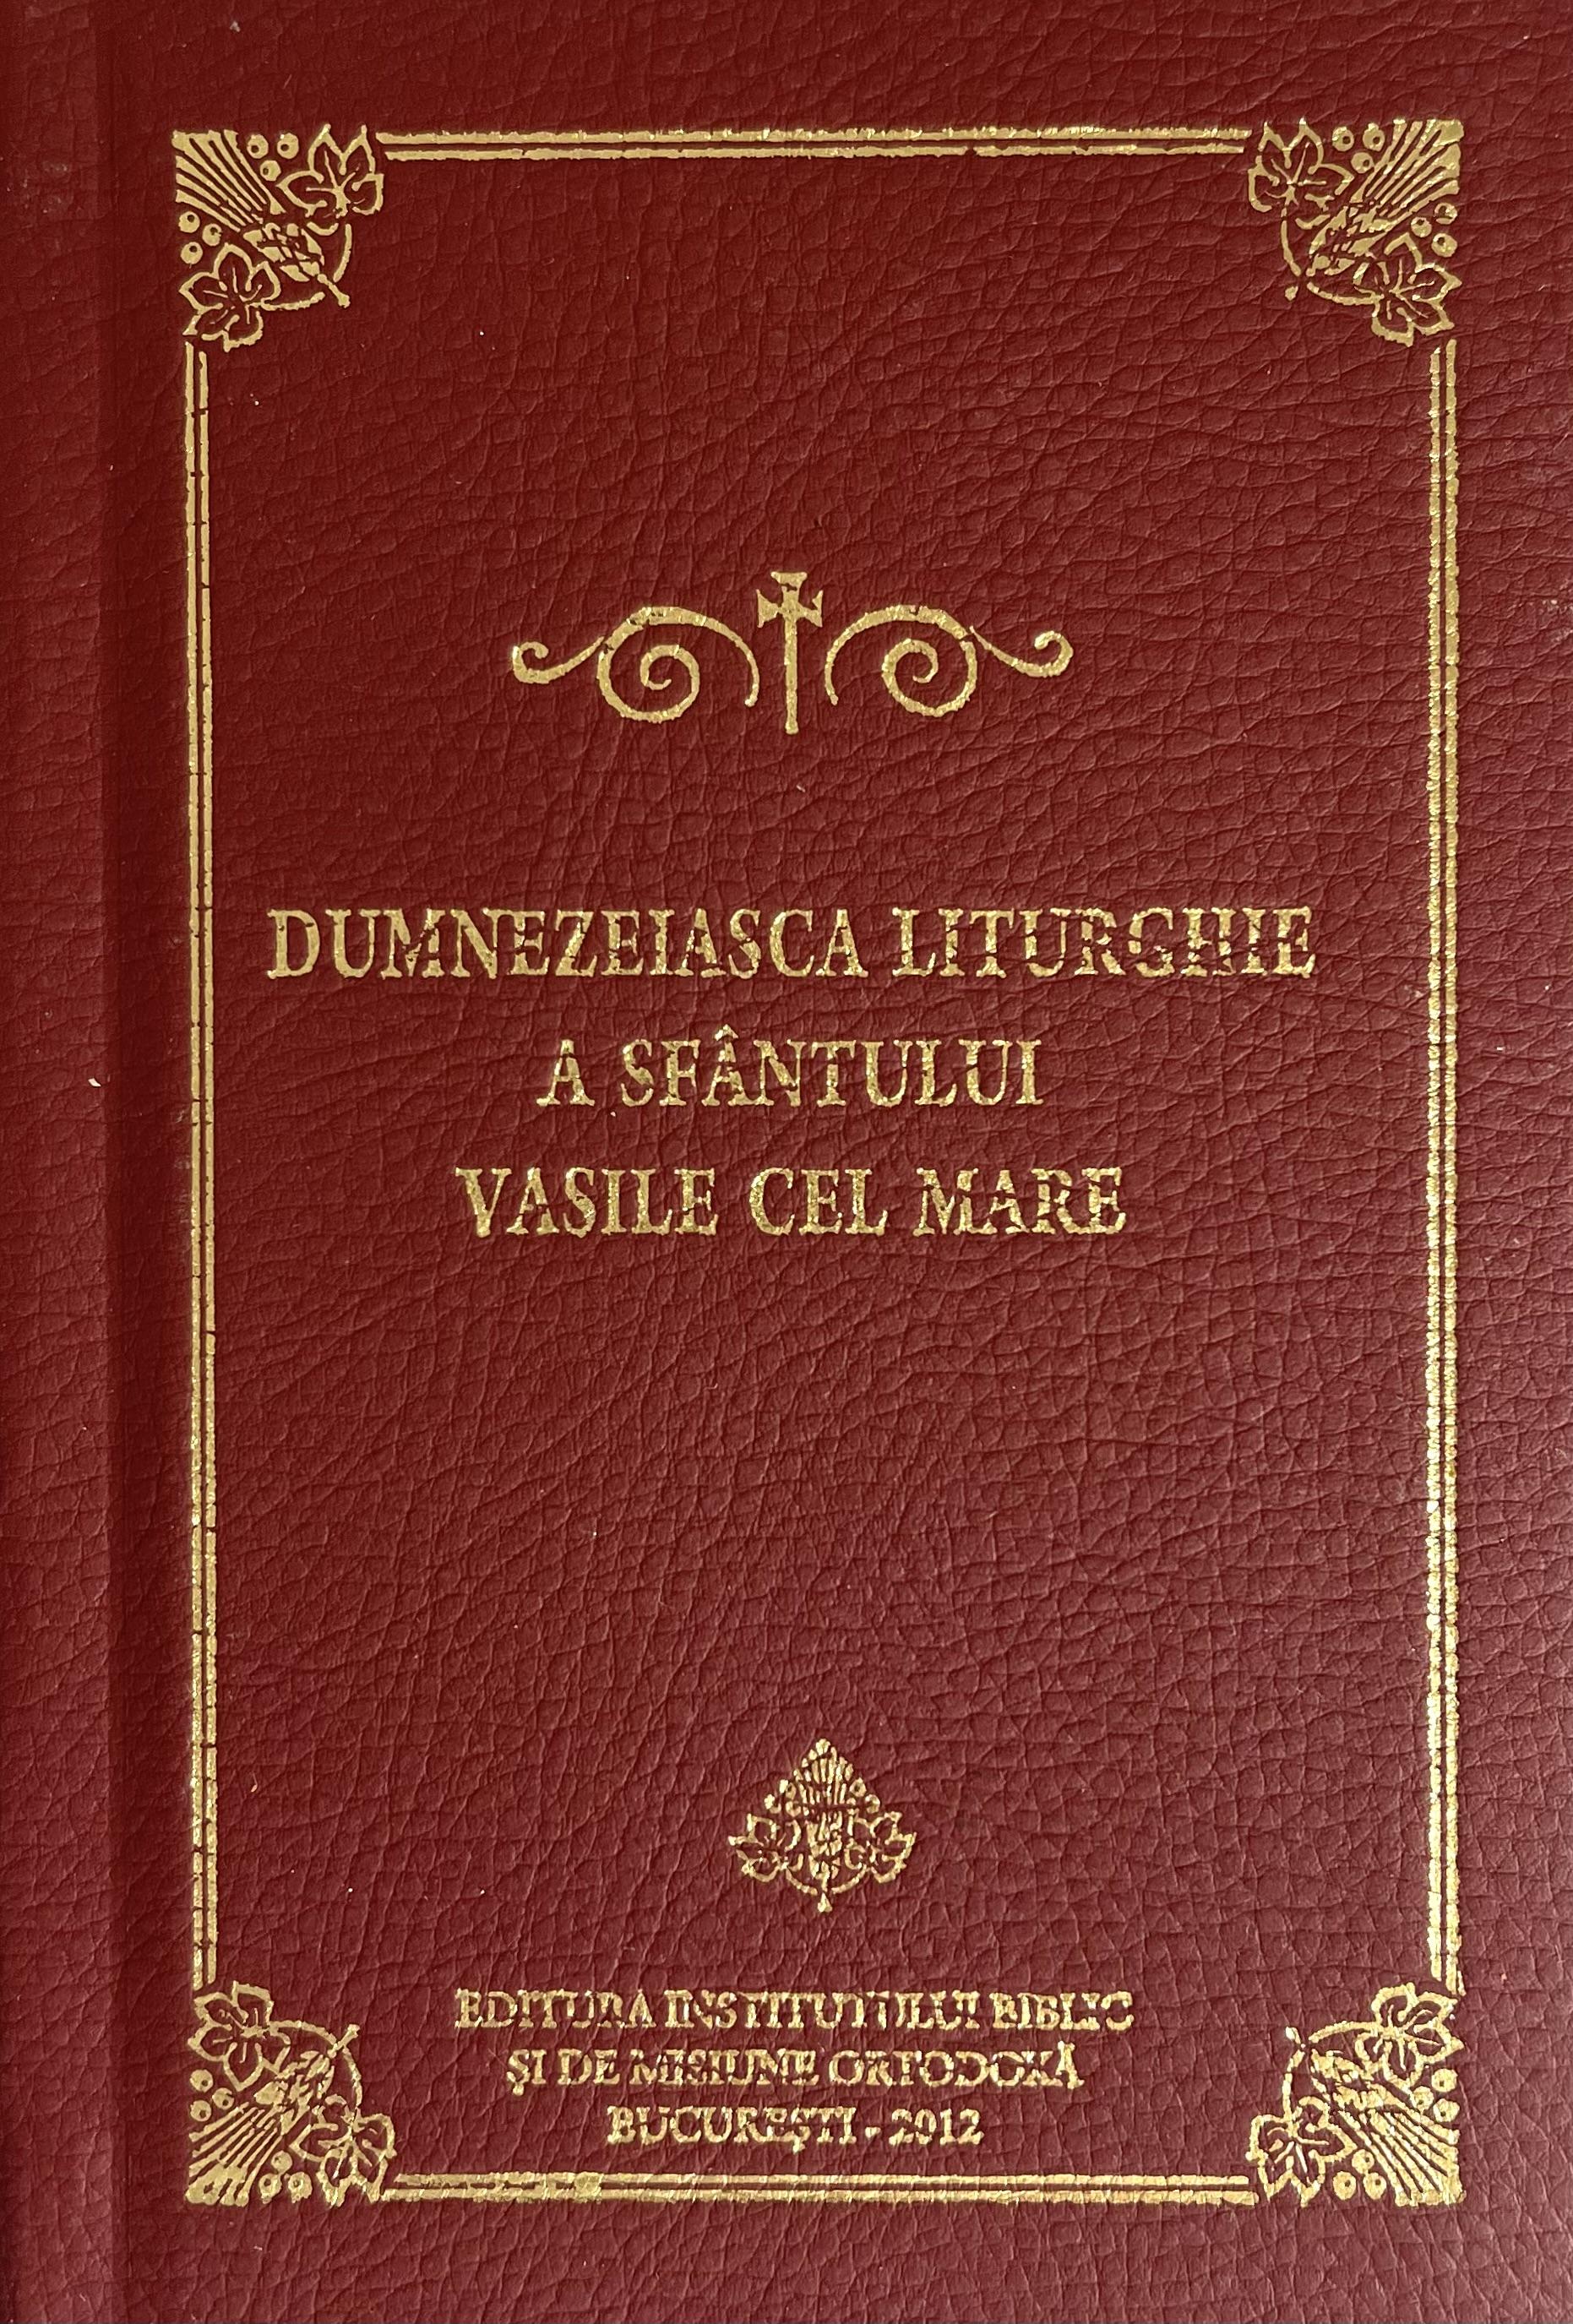 DUMNEZEIASCA LITURGHIE
A SFÂNTULUI
VASILE CEL MARE
EDITURA INSTITUTULUI BIBLIC
ŞI DE MISIUNE ORTODOXĂ
BUCUREŞTI - 2012